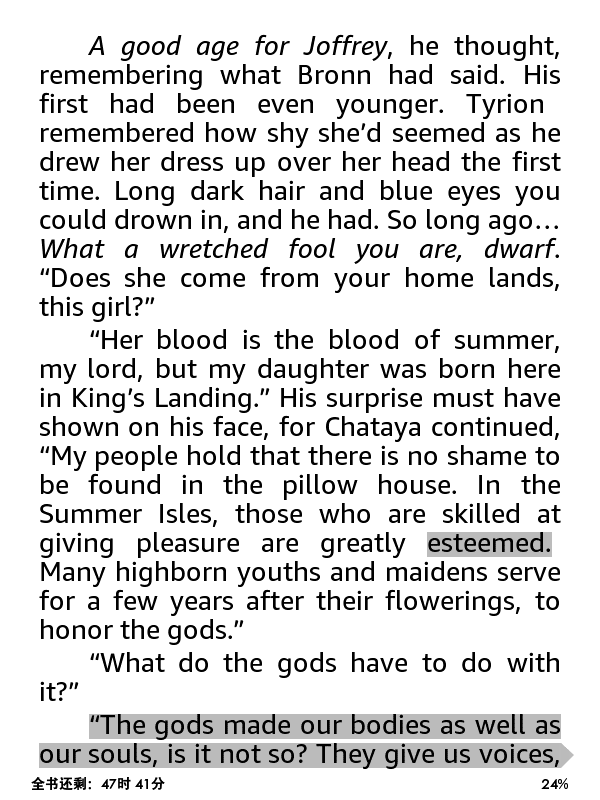 A good age for Joffrey, he thought,
remembering what Bronn had said. His
first had been even younger. Tyrion
remembered how shy she’d seemed as he
drew her dress up over her head the first
time. Long dark hair and blue eyes you
could drown in, and he had. So long ago…
What a wretched fool you are, dwarf.
“Does she come from your home lands,
this girl?”
“Her blood is the blood of summer,
my lord, but my daughter was born here
in King’s Landing.” His surprise must have
shown on his face, for Chataya continued,
“My people hold that there is no shame to
be found in the pillow house. In the
Summer Isles, those who are skilled at
giving pleasure are greatly esteemed.
Many highborn youths and maidens serve
for a few years after their flowerings, to
honor the gods.”
“What do the gods have to do with
it?”
“The gods made our bodies as well as
our souls, is it not so? They give us voices,
全书还剩：47时 41分 24%